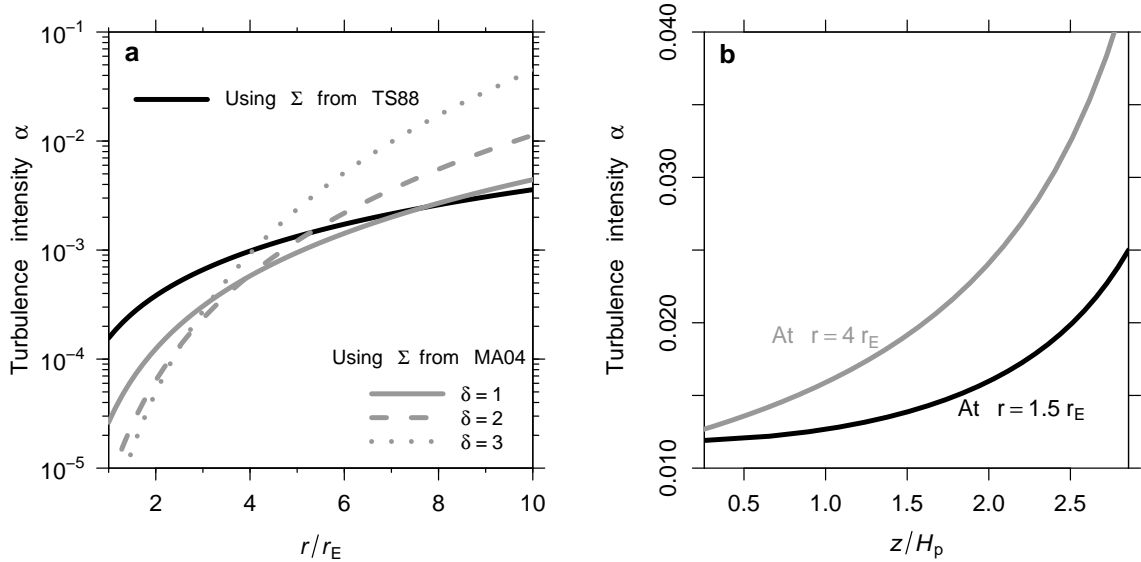 a
Using Σ from TS88
Using Σ from MA04
δ = 1
δ = 2
δ = 3
Turbulence intensity α
10⁻¹
10⁻²
10⁻³
10⁻⁴
10⁻⁵
2 4 6 8 10
r/r_E
b
At r = 4 r_E
At r = 1.5 r_E
Turbulence intensity α
0.040
0.030
0.020
0.010
0.5 1.0 1.5 2.0 2.5
z/H_p